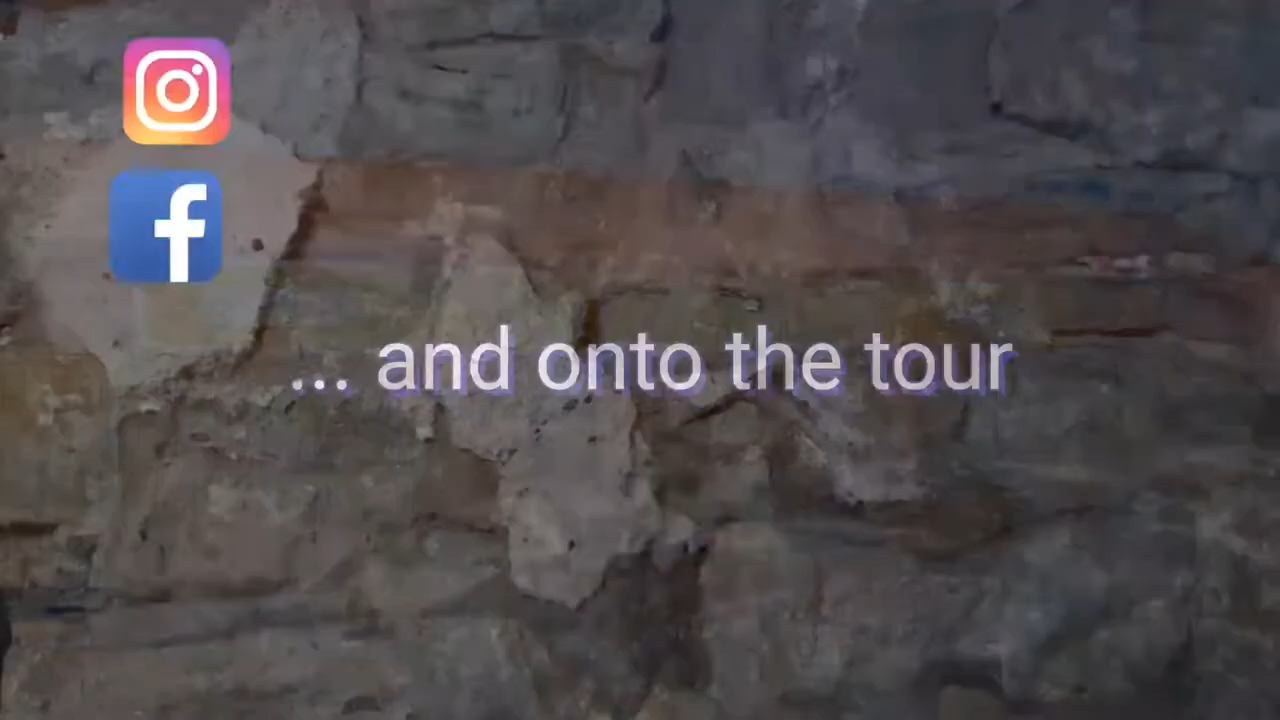 ... and onto the tour